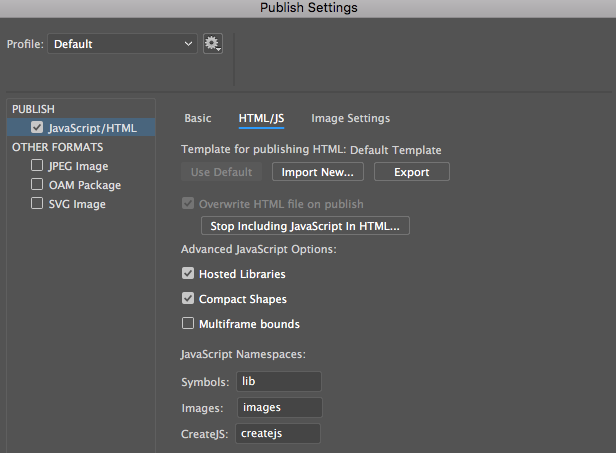 Publish Settings
Profile: Default
PUBLISH
JavaScript/HTML
OTHER FORMATS
JPEG Image
OAM Package
SVG Image
Basic HTML/JS Image Settings
Template for publishing HTML: Default Template
Use Default Import New... Export
Overwrite HTML file on publish
Stop Including JavaScript In HTML...
Advanced JavaScript Options:
Hosted Libraries
Compact Shapes
Multiframe bounds
JavaScript Namespaces:
Symbols: lib
Images: images
CreateJS: createjs